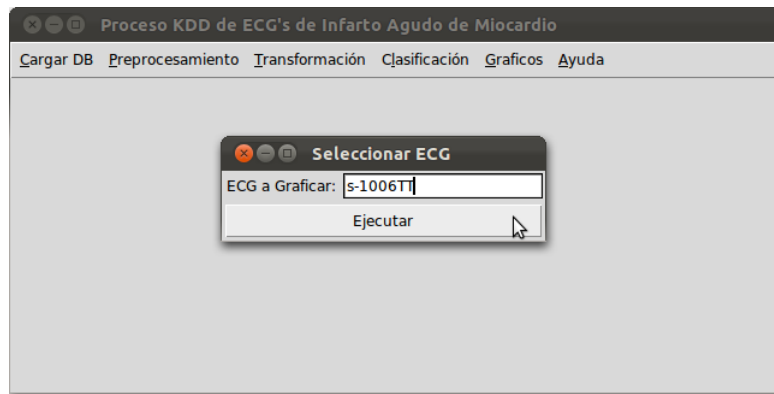 Proceso KDD de ECG's de Infarto Agudo de Miocardio
Cargar DB Preprocesamiento Transformación Clasificación Graficos Ayuda
Seleccionar ECG
ECG a Graficar: s-1006TT
Ejecutar